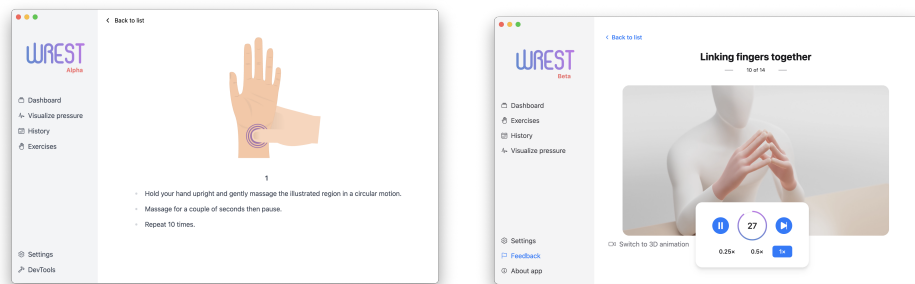 Back to list
WREST
Alpha
Dashboard
Visualize pressure
History
Exercises
1
Hold your hand upright and gently massage the illustrated region in a circular motion.
Massage for a couple of seconds then pause.
Repeat 10 times.
Settings
DevTools
Back to list
WREST
Beta
Linking fingers together
10 of 14
Dashboard
Exercises
History
Visualize pressure
27
Settings
Switch to 3D animation
0.25×
0.5×
1×
Feedback
About app